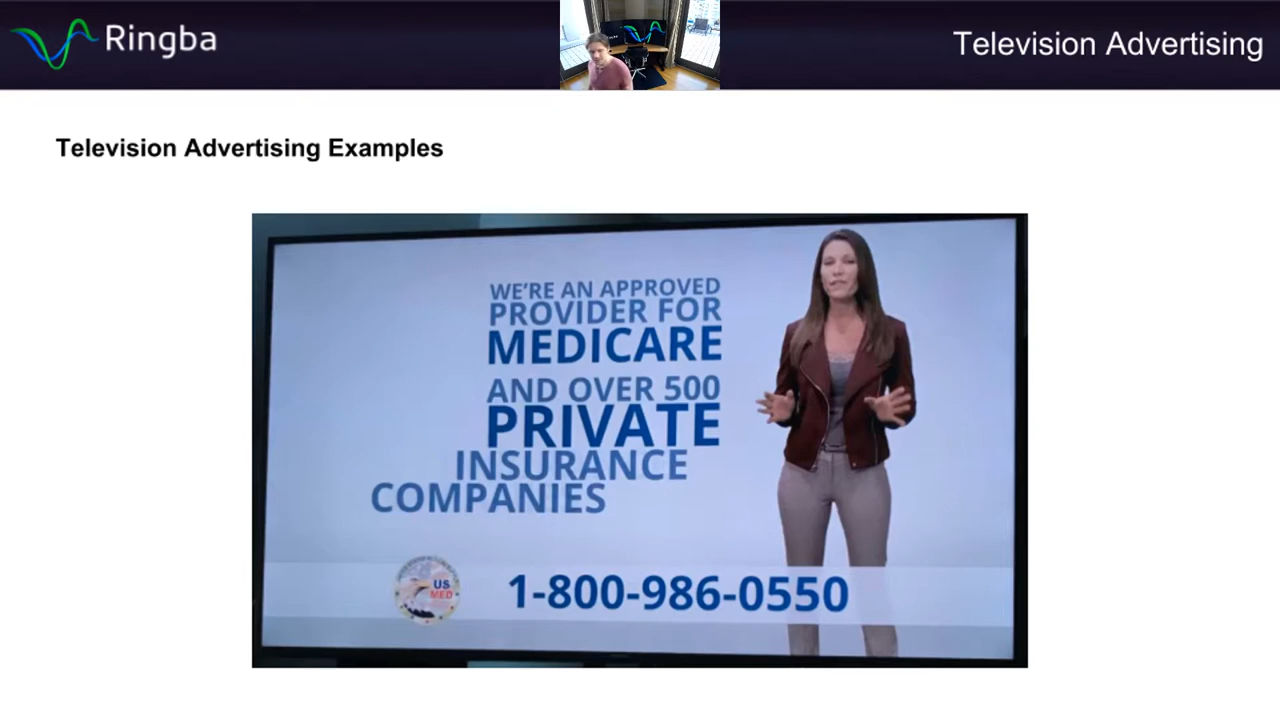 Ringba
Television Advertising
Television Advertising Examples
WE'RE AN APPROVED
PROVIDER FOR
MEDICARE
AND OVER 500
PRIVATE
INSURANCE
COMPANIES
US
MED
1-800-986-0550